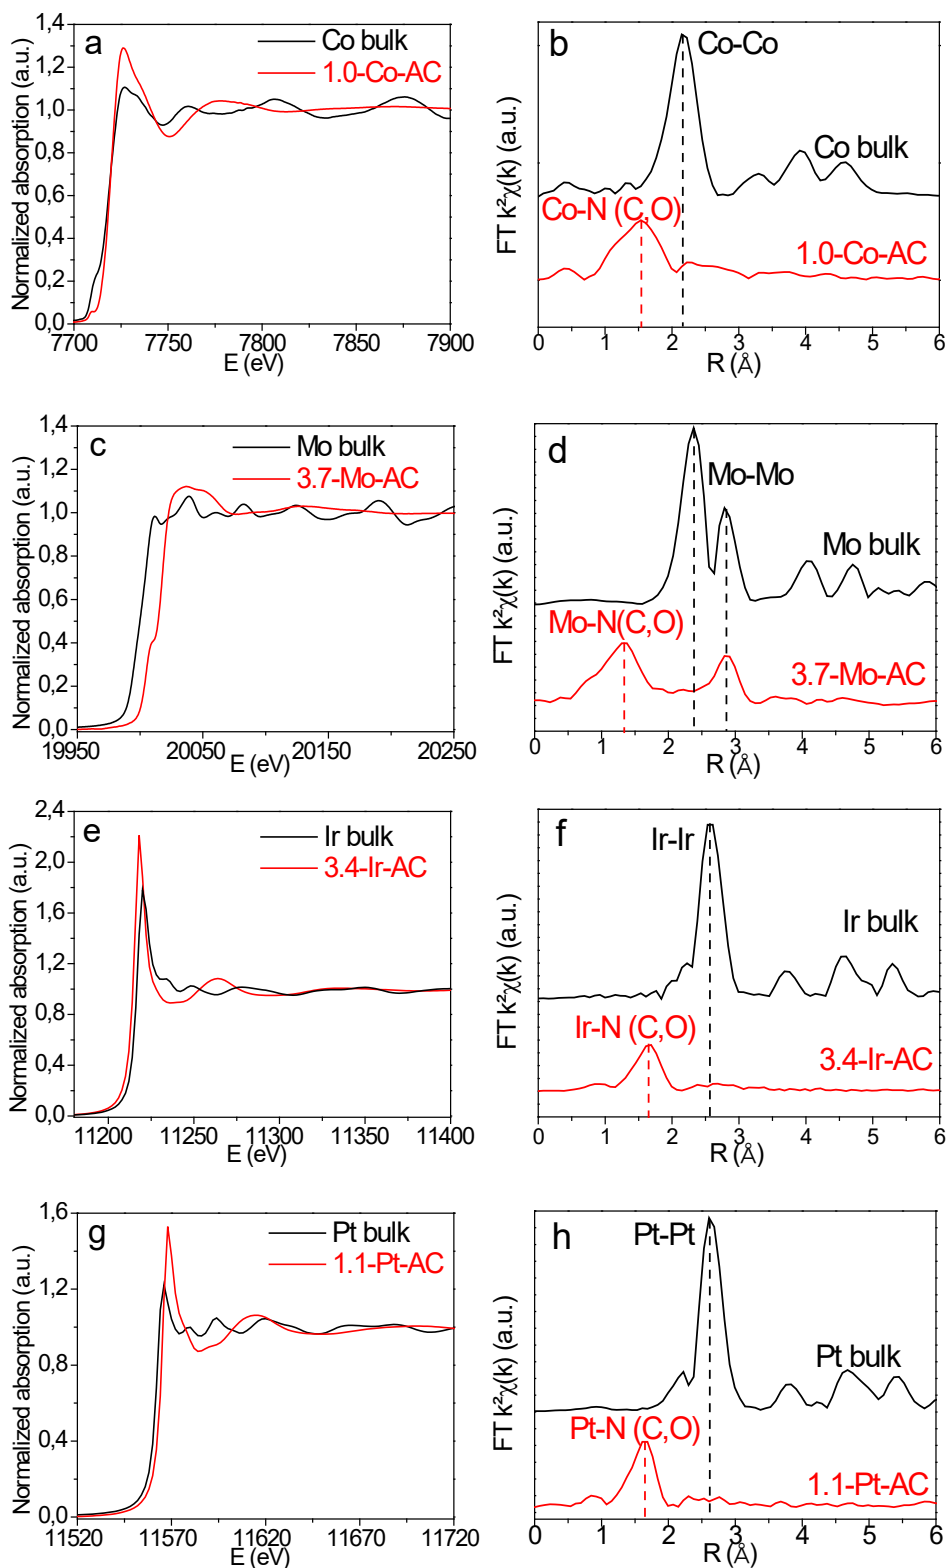 a
Co bulk
1.0-Co-AC
Normalized absorption (a.u.)
1,4
1,2
1,0
0,8
0,6
0,4
0,2
0,0
7700 7750 7800 7850 7900
E (eV)
b
Co-Co
Co bulk
Co-N (C,O)
1.0-Co-AC
FT k²χ(k) (a.u.)
0 1 2 3 4 5 6
R (Å)
c
Mo bulk
3.7-Mo-AC
Normalized absorption (a.u.)
1,4
1,2
1,0
0,8
0,6
0,4
0,2
0,0
19950 20050 20150 20250
E (eV)
d
Mo-Mo
Mo bulk
Mo-N(C,O)
3.7-Mo-AC
FT k²χ(k) (a.u.)
0 1 2 3 4 5 6
R (Å)
e
Ir bulk
3.4-Ir-AC
Normalized absorption (a.u.)
2,4
2,0
1,6
1,2
0,8
0,4
0,0
11200 11250 11300 11350 11400
E (eV)
f
Ir-Ir
Ir bulk
Ir-N (C,O)
3.4-Ir-AC
FT k²χ(k) (a.u.)
0 1 2 3 4 5 6
R (Å)
g
Pt bulk
1.1-Pt-AC
Normalized absorption (a.u.)
1,6
1,2
0,8
0,4
0,0
11520 11570 11620 11670 11720
E (eV)
h
Pt-Pt
Pt bulk
Pt-N (C,O)
1.1-Pt-AC
FT k²χ(k) (a.u.)
0 1 2 3 4 5 6
R (Å)